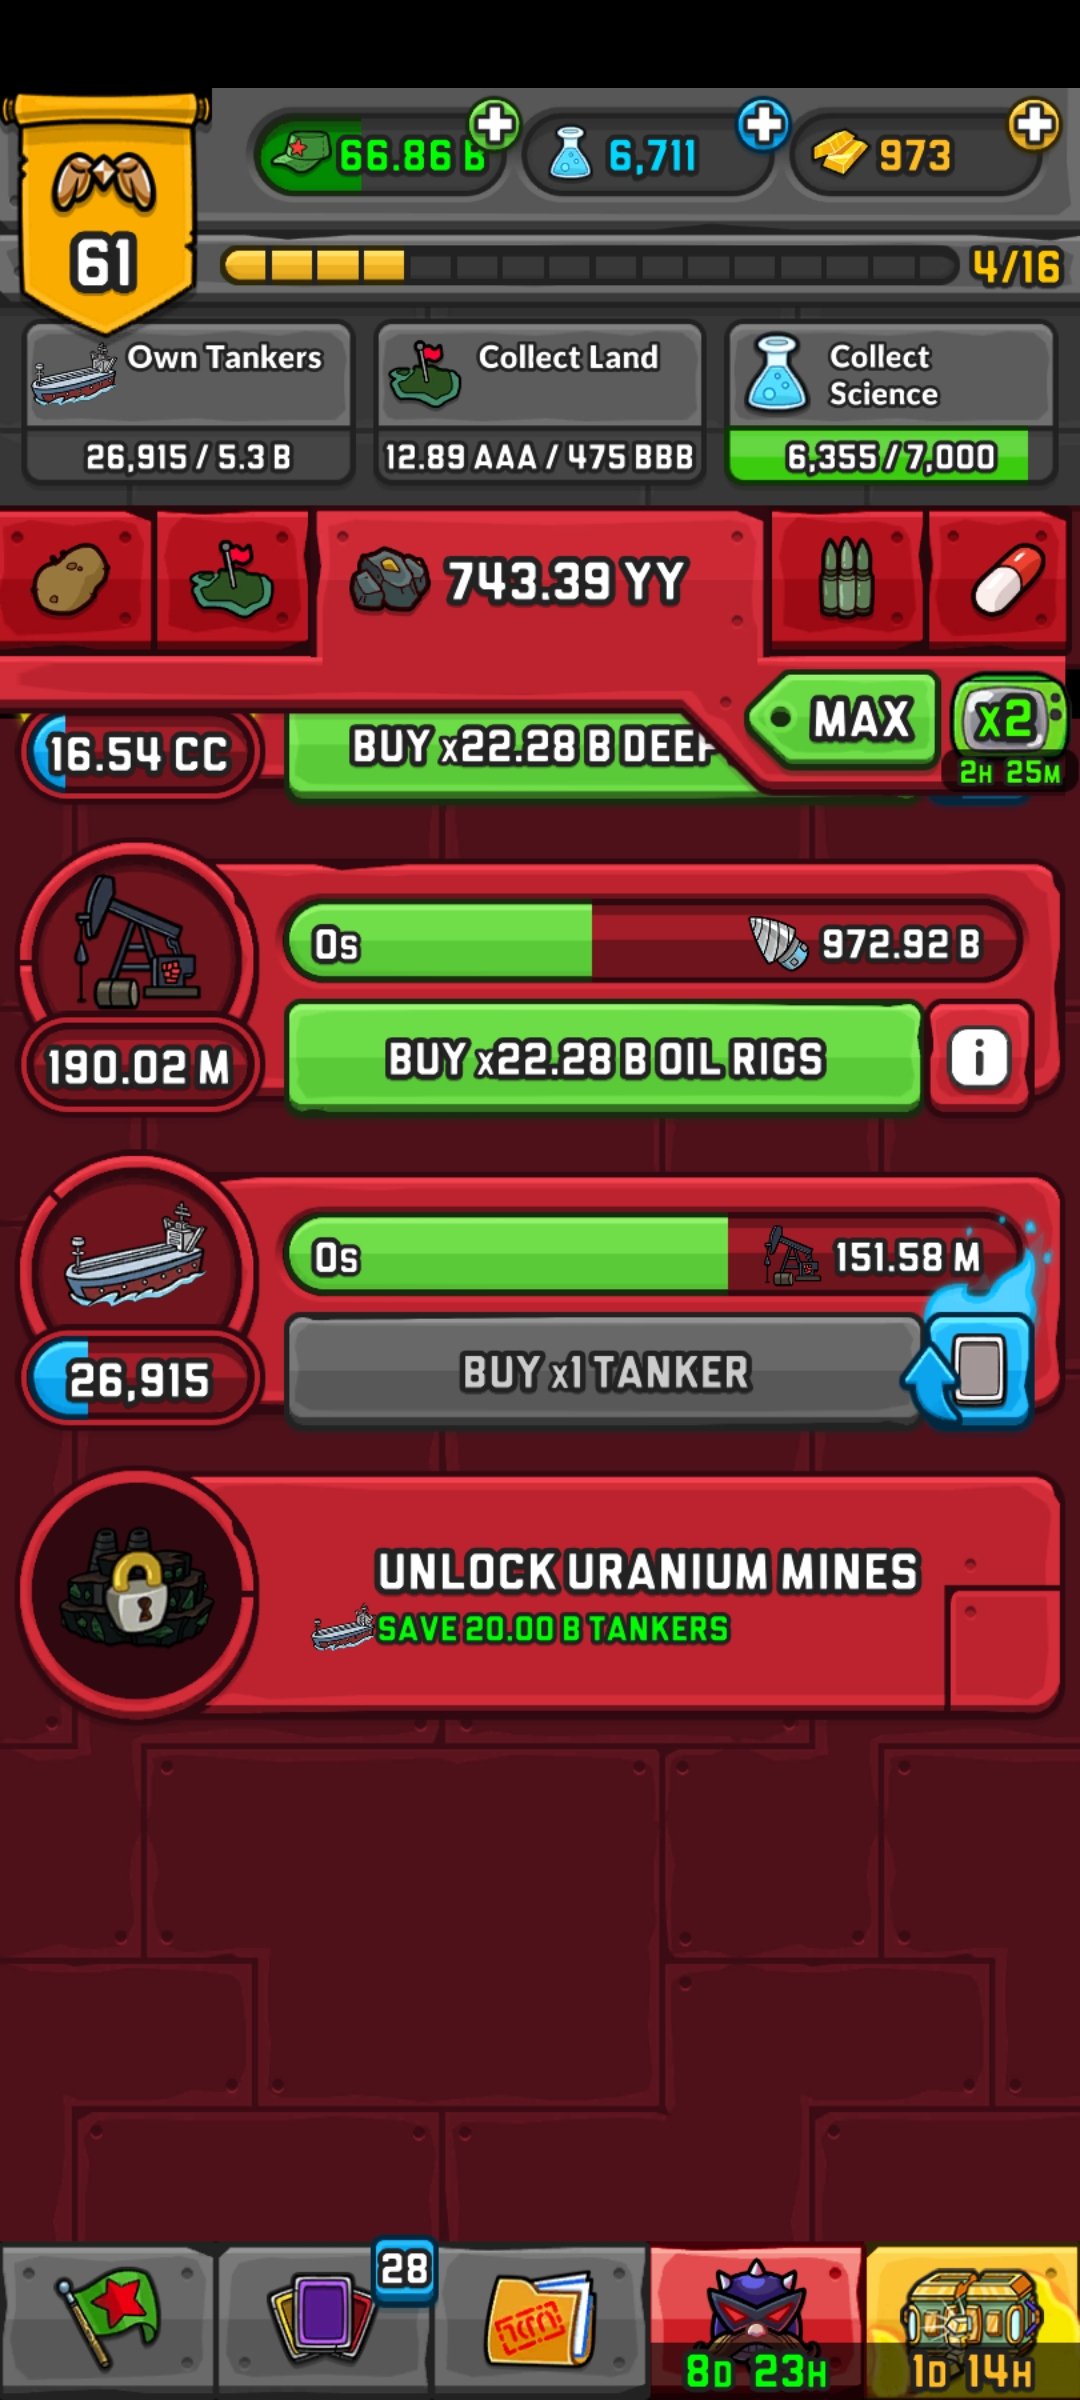 66.86 B
6,711
973
61
4/16
Own Tankers
26,915 / 5.3 B
Collect Land
12.89 AAA / 475 BBB
Collect
Science
6,355 / 7,000
743.39 YY
MAX
x2
2H 25M
16.54 CC
BUY x22.28 B DEEP
0s
972.92 B
190.02 M
BUY x22.28 B OIL RIGS
i
0s
151.58 M
26,915
BUY x1 TANKER
UNLOCK URANIUM MINES
SAVE 20.00 B TANKERS
28
8D 23H
1D 14H